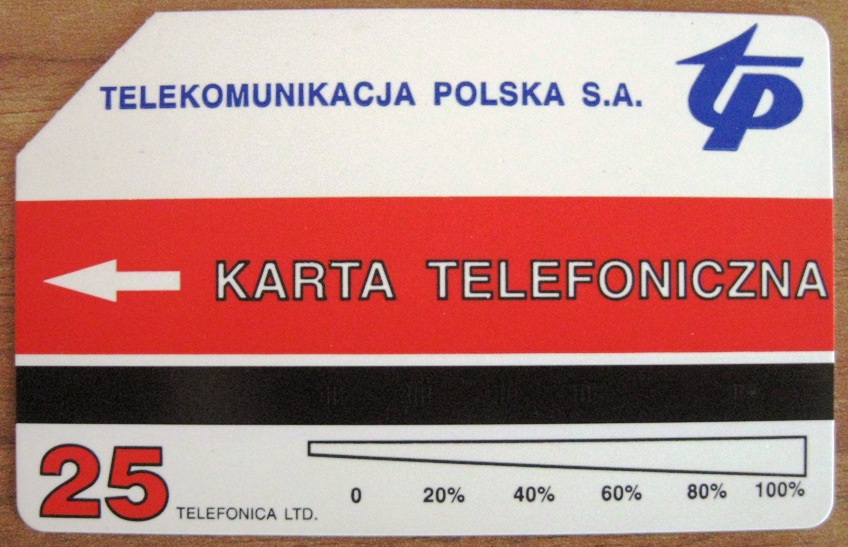 TELEKOMUNIKACJA POLSKA S.A.
tp
KARTA TELEFONICZNA
25 TELEFONICA LTD.
0 20% 40% 60% 80% 100%